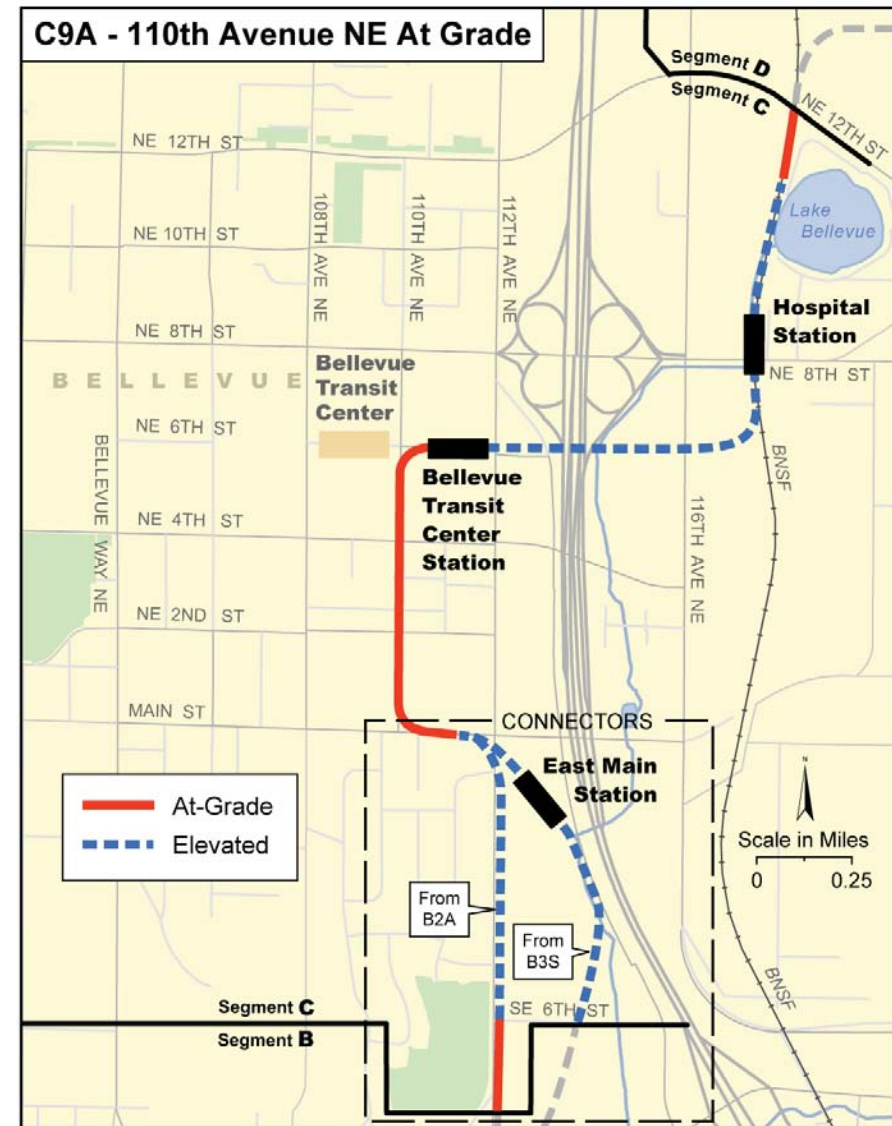 C9A - 110th Avenue NE At Grade
Segment D
Segment C
NE 12TH ST
NE 12TH ST
Lake
Bellevue
108TH AVE NE
110TH AVE NE
112TH AVE NE
NE 10TH ST
Hospital
Station
NE 8TH ST
NE 8TH ST
BELLEVUE
Bellevue
Transit
Center
NE 6TH ST
BELLEVUE WAY NE
Bellevue
Transit
Center
Station
BNSF
116TH AVE NE
NE 4TH ST
NE 2ND ST
MAIN ST
CONNECTORS
East Main
Station
At-Grade
Elevated
N
Scale in Miles
0 0.25
From
B2A
From
B3S
BNSF
Segment C
Segment B
SE 6TH ST